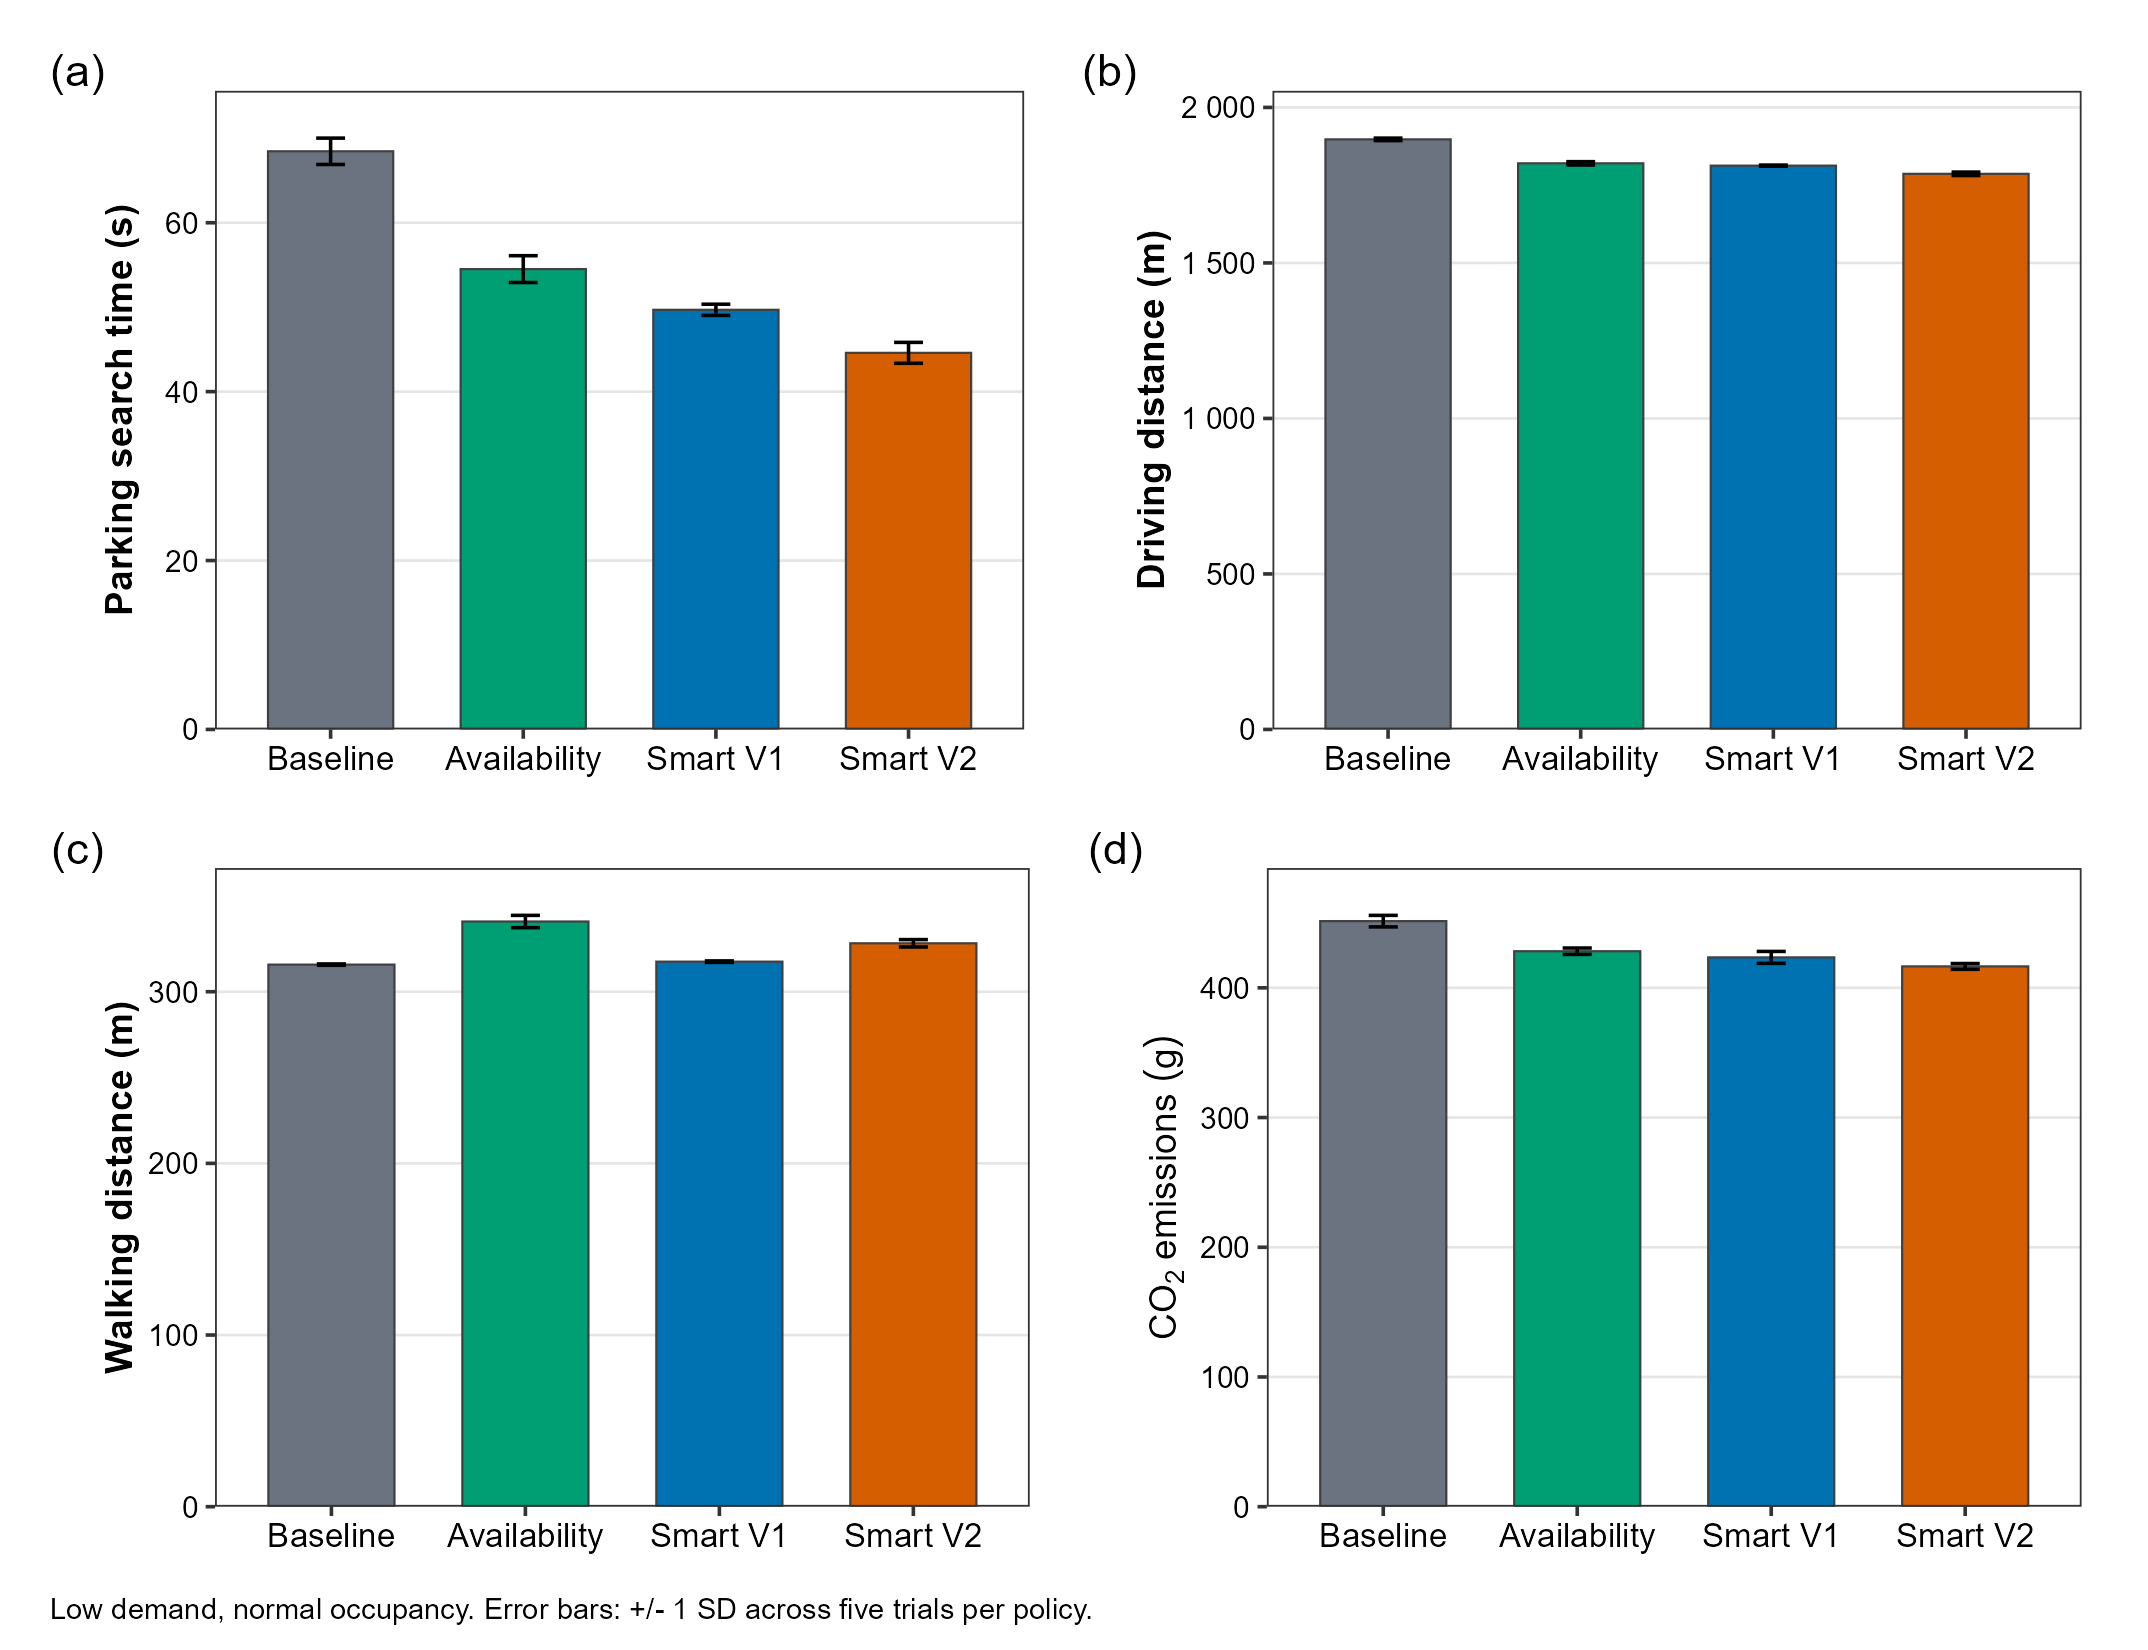 (a)
Parking search time (s)
60
40
20
0
Baseline Availability Smart V1 Smart V2
(b)
Driving distance (m)
2 000
1 500
1 000
500
0
Baseline Availability Smart V1 Smart V2
(c)
Walking distance (m)
300
200
100
0
Baseline Availability Smart V1 Smart V2
(d)
CO₂ emissions (g)
400
300
200
100
0
Baseline Availability Smart V1 Smart V2
Low demand, normal occupancy. Error bars: +/- 1 SD across five trials per policy.